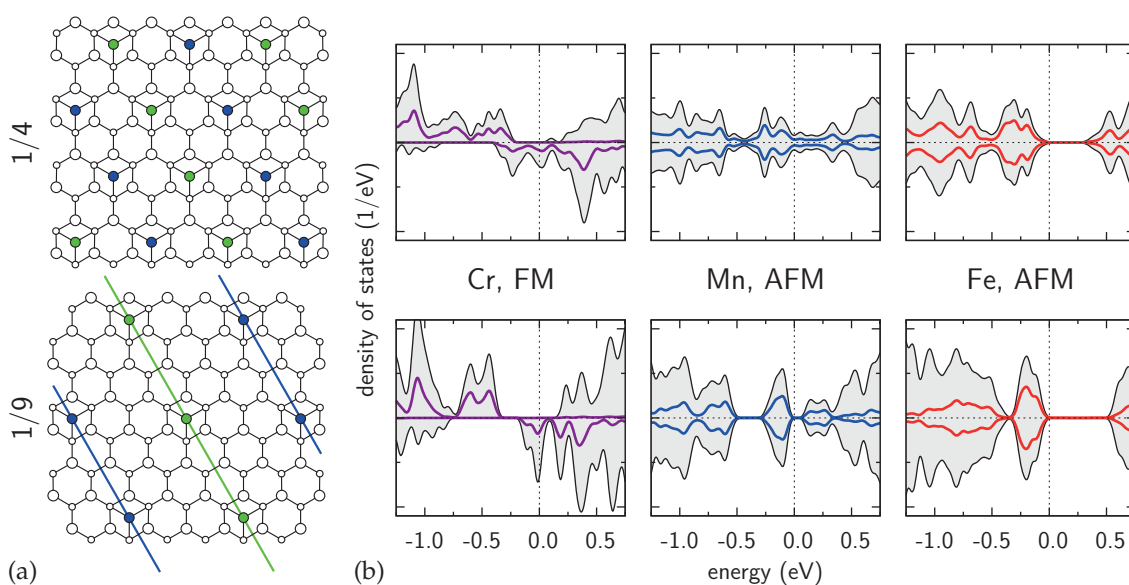 1/4
1/9
(a)
density of states (1/eV)
Cr, FM
Mn, AFM
Fe, AFM
-1.0 -0.5 0.0 0.5
-1.0 -0.5 0.0 0.5
-1.0 -0.5 0.0 0.5
(b)
energy (eV)